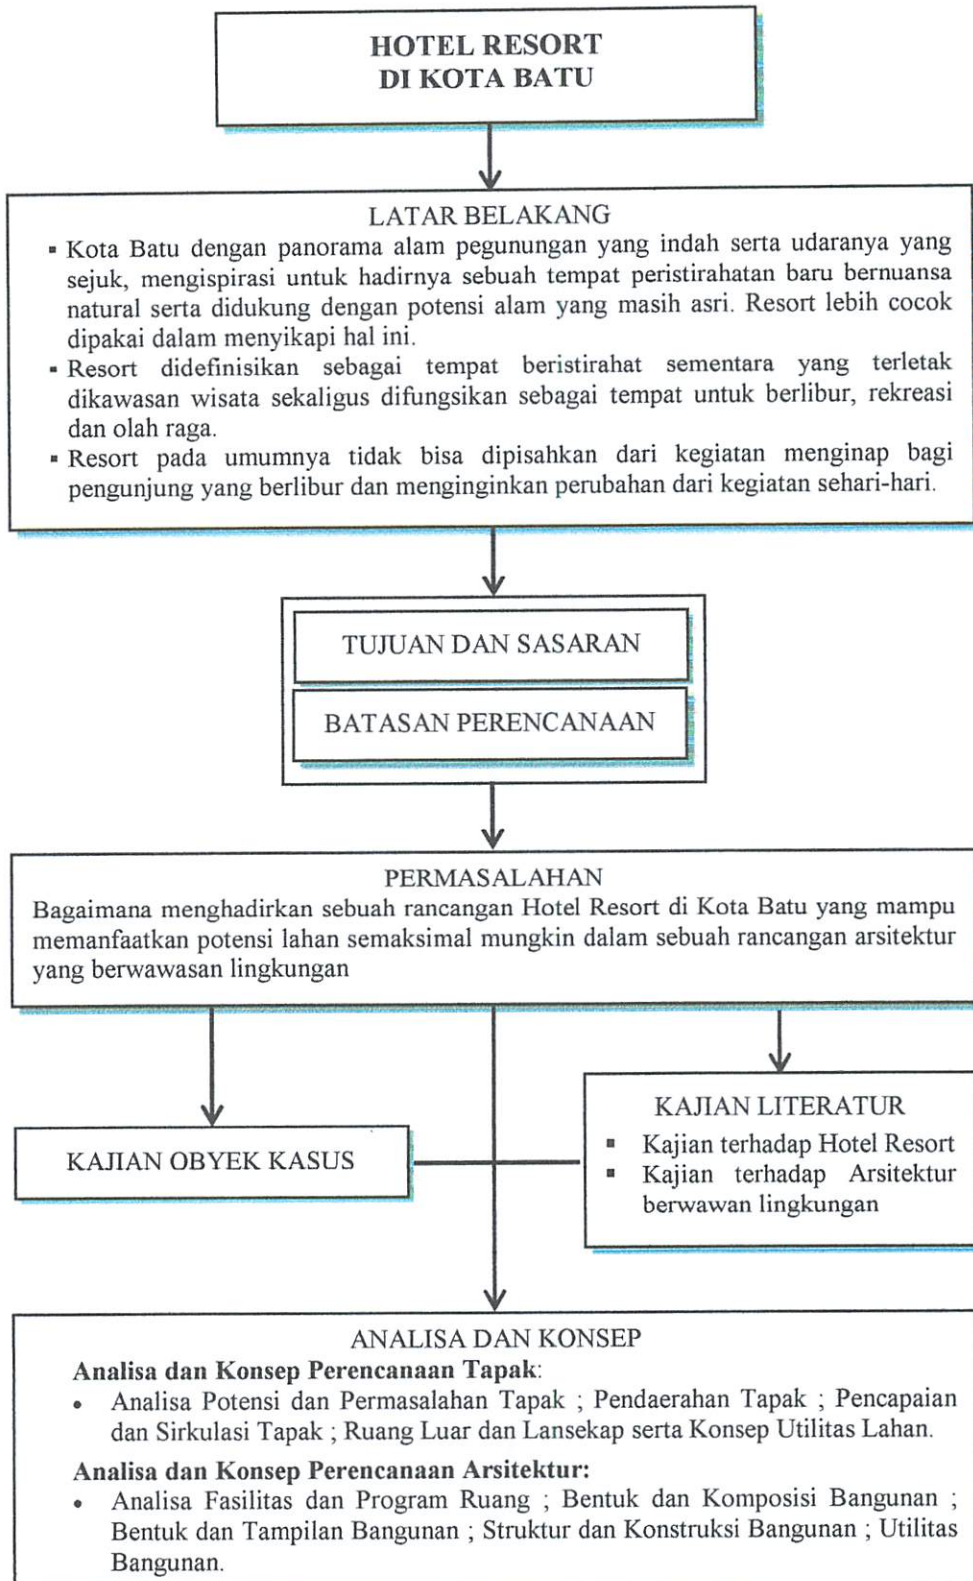 HOTEL RESORT
DI KOTA BATU
LATAR BELAKANG
▪ Kota Batu dengan panorama alam pegunungan yang indah serta udaranya yang
sejuk, mengispirasi untuk hadirnya sebuah tempat peristirahatan baru bernuansa
natural serta didukung dengan potensi alam yang masih asri. Resort lebih cocok
dipakai dalam menyikapi hal ini.
▪ Resort didefinisikan sebagai tempat beristirahat sementara yang terletak
dikawasan wisata sekaligus difungsikan sebagai tempat untuk berlibur, rekreasi
dan olah raga.
▪ Resort pada umumnya tidak bisa dipisahkan dari kegiatan menginap bagi
pengunjung yang berlibur dan menginginkan perubahan dari kegiatan sehari-hari.
TUJUAN DAN SASARAN
BATASAN PERENCANAAN
PERMASALAHAN
Bagaimana menghadirkan sebuah rancangan Hotel Resort di Kota Batu yang mampu
memanfaatkan potensi lahan semaksimal mungkin dalam sebuah rancangan arsitektur
yang berwawasan lingkungan
KAJIAN OBYEK KASUS
KAJIAN LITERATUR
▪ Kajian terhadap Hotel Resort
▪ Kajian terhadap Arsitektur
berwawan lingkungan
ANALISA DAN KONSEP
Analisa dan Konsep Perencanaan Tapak:
• Analisa Potensi dan Permasalahan Tapak ; Pendaerahan Tapak ; Pencapaian
dan Sirkulasi Tapak ; Ruang Luar dan Lansekap serta Konsep Utilitas Lahan.
Analisa dan Konsep Perencanaan Arsitektur:
• Analisa Fasilitas dan Program Ruang ; Bentuk dan Komposisi Bangunan ;
Bentuk dan Tampilan Bangunan ; Struktur dan Konstruksi Bangunan ; Utilitas
Bangunan.